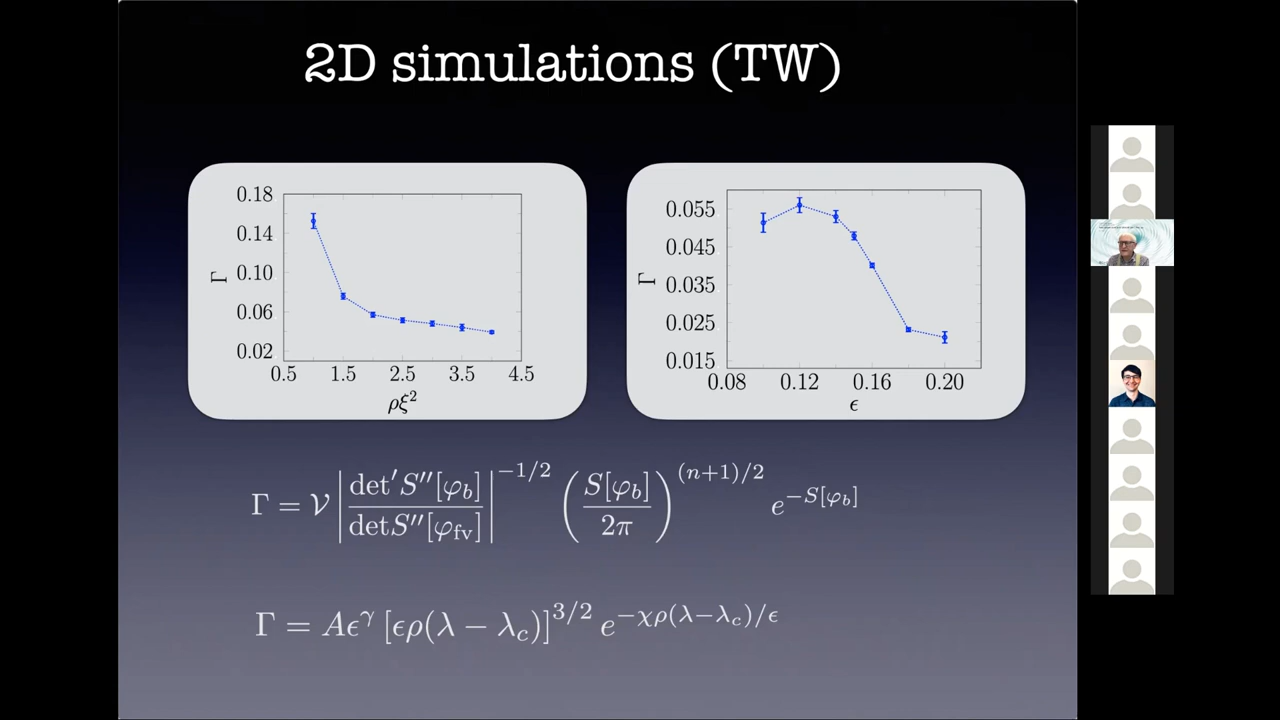 2D simulations (TW)
0.18
0.14
0.10
0.06
0.02
Γ
0.5 1.5 2.5 3.5 4.5
ρξ²
0.055
0.045
0.035
0.025
0.015
Γ
0.08 0.12 0.16 0.20
ϵ
Γ = 𝒱 |det′S″[φ_b] / detS″[φ_fv]|^{−1/2} (S[φ_b] / 2π)^{(n+1)/2} e^{−S[φ_b]}
Γ = Aϵ^γ [ϵρ(λ − λ_c)]^{3/2} e^{−χρ(λ−λ_c)/ϵ}